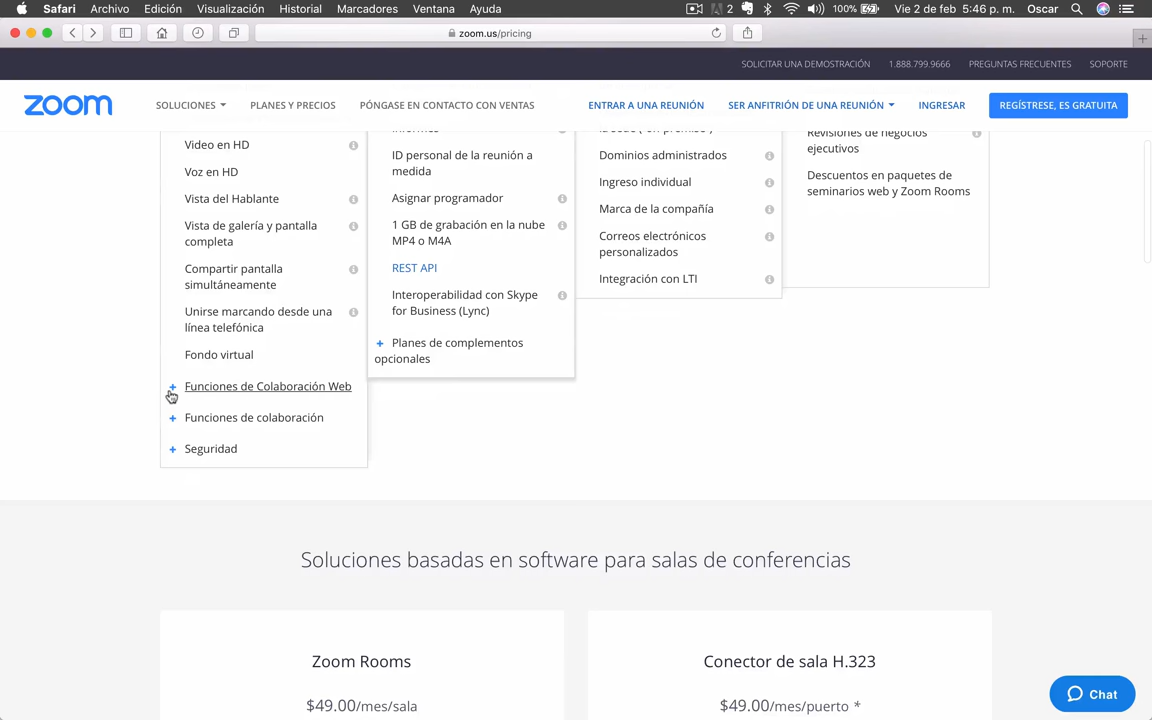 Safari Archivo Edición Visualización Historial Marcadores Ventana Ayuda 2 100% Vie 2 de feb 5:46 p. m. Oscar
zoom.us/pricing
SOLICITAR UNA DEMOSTRACIÓN 1.888.799.9666 PREGUNTAS FRECUENTES SOPORTE
zoom SOLUCIONES PLANES Y PRECIOS PÓNGASE EN CONTACTO CON VENTAS ENTRAR A UNA REUNIÓN SER ANFITRIÓN DE UNA REUNIÓN INGRESAR REGÍSTRESE, ES GRATUITA
Video en HD
Voz en HD
Vista del Hablante
Vista de galería y pantalla
completa
Compartir pantalla
simultáneamente
Unirse marcando desde una
línea telefónica
Fondo virtual
+ Funciones de Colaboración Web
+ Funciones de colaboración
+ Seguridad
Informes
ID personal de la reunión a
medida
Asignar programador
1 GB de grabación en la nube
MP4 o M4A
REST API
Interoperabilidad con Skype
for Business (Lync)
+ Planes de complementos
opcionales
Dominios administrados
Ingreso individual
Marca de la compañía
Correos electrónicos
personalizados
Integración con LTI
Revisiones de negocios
ejecutivos
Descuentos en paquetes de
seminarios web y Zoom Rooms
Soluciones basadas en software para salas de conferencias
Zoom Rooms
$49.00/mes/sala
Conector de sala H.323
$49.00/mes/puerto *
Chat